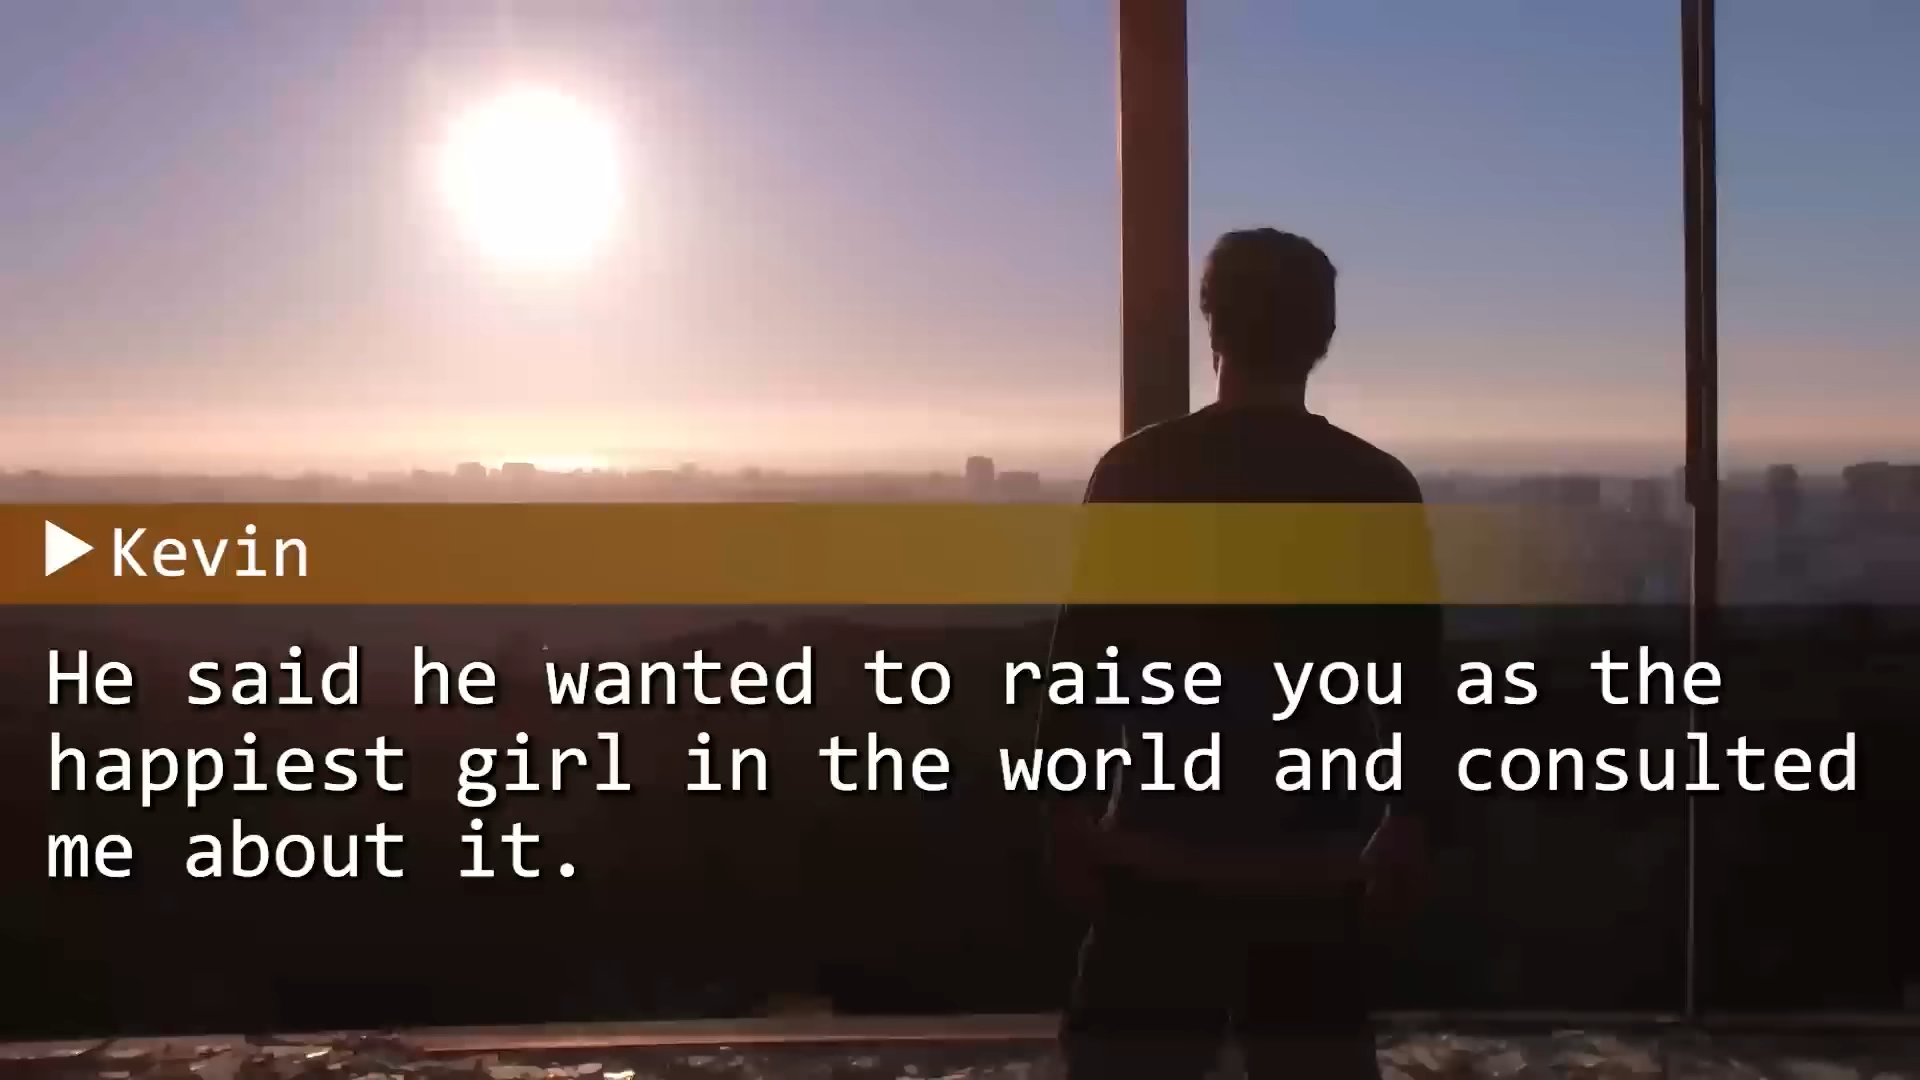 Kevin
He said he wanted to raise you as the
happiest girl in the world and consulted
me about it.